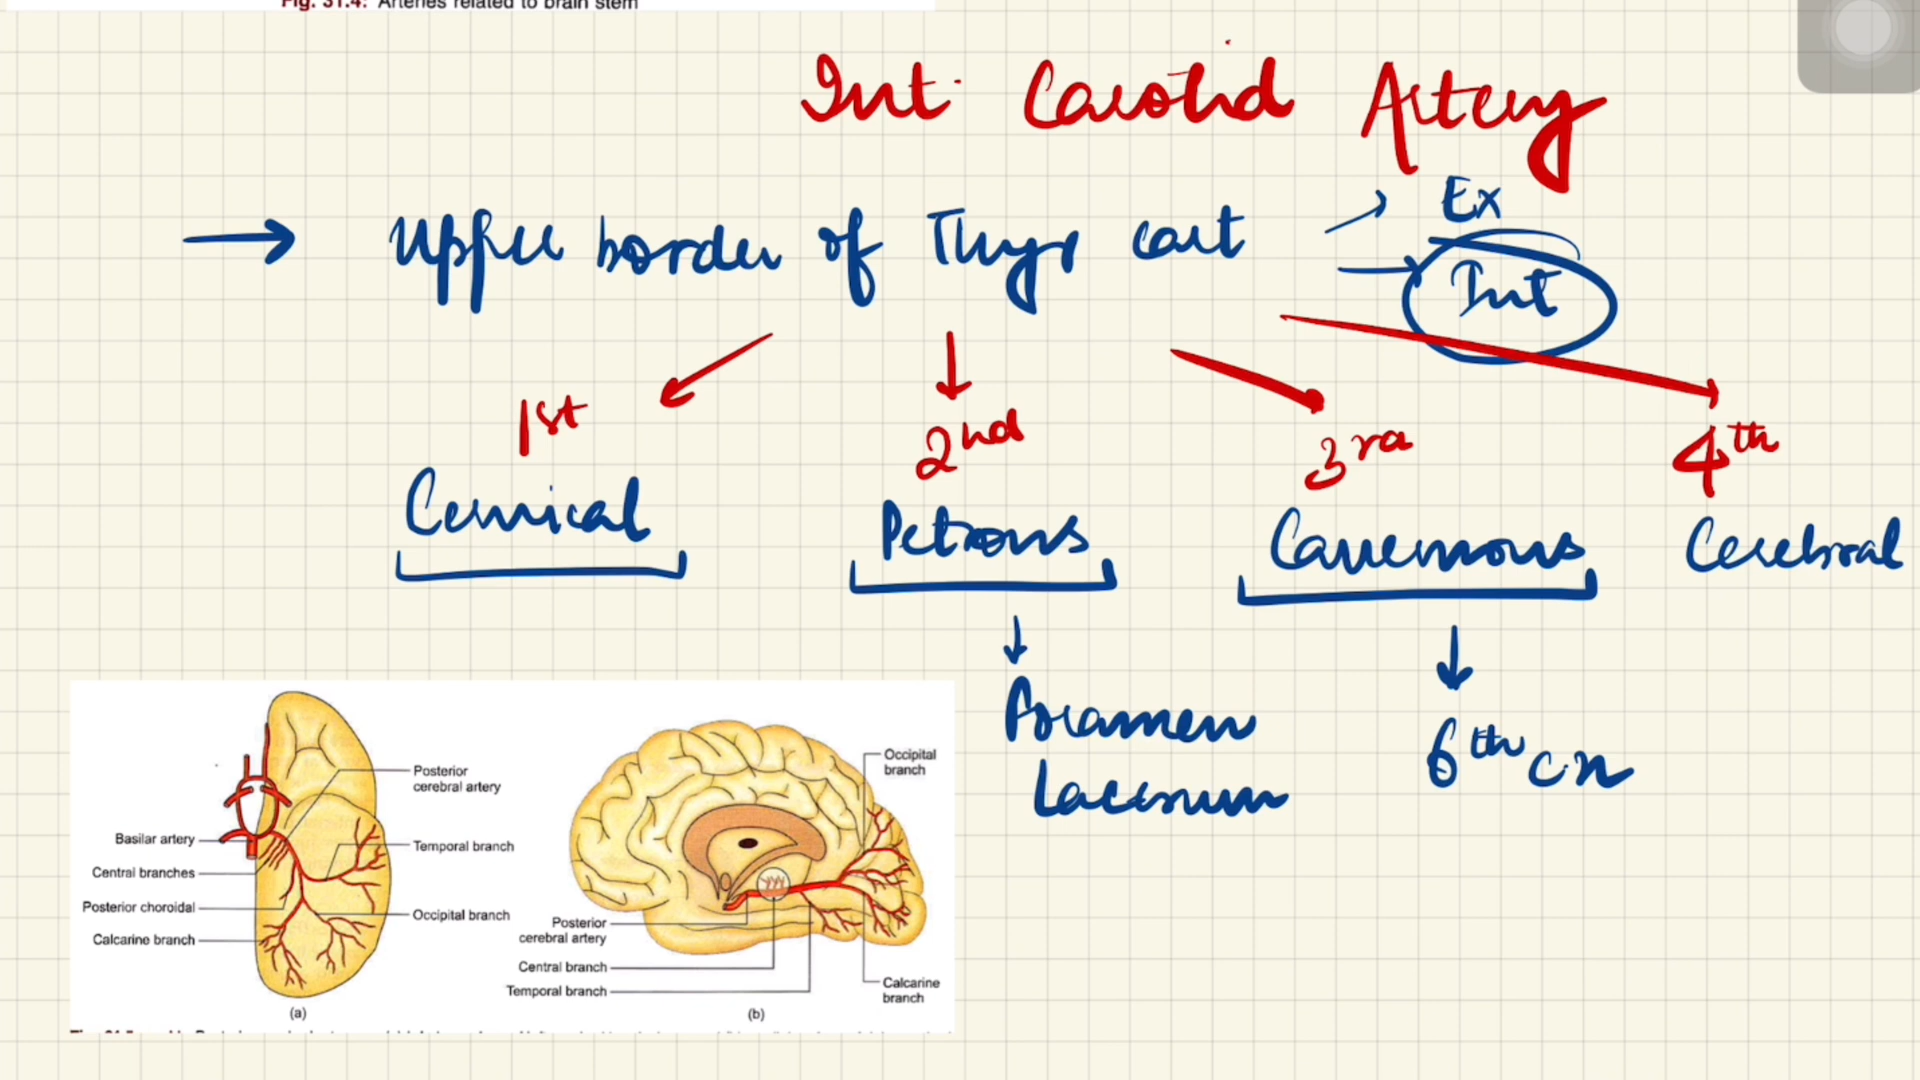 Fig. 31.4: Arteries related to brain stem
Int. Carotid Artery
→ Upper border of Thyr cart → Ex
→ Int
1st 2nd 3rd 4th
Cervical Petrous Cavernous Cerebral
Foramen Lacerum
6th CN
Posterior
cerebral artery
Basilar artery
Temporal branch
Central branches
Posterior choroidal
Occipital branch
Calcarine branch
(a)
Occipital
branch
Posterior
cerebral artery
Central branch
Temporal branch
Calcarine
branch
(b)